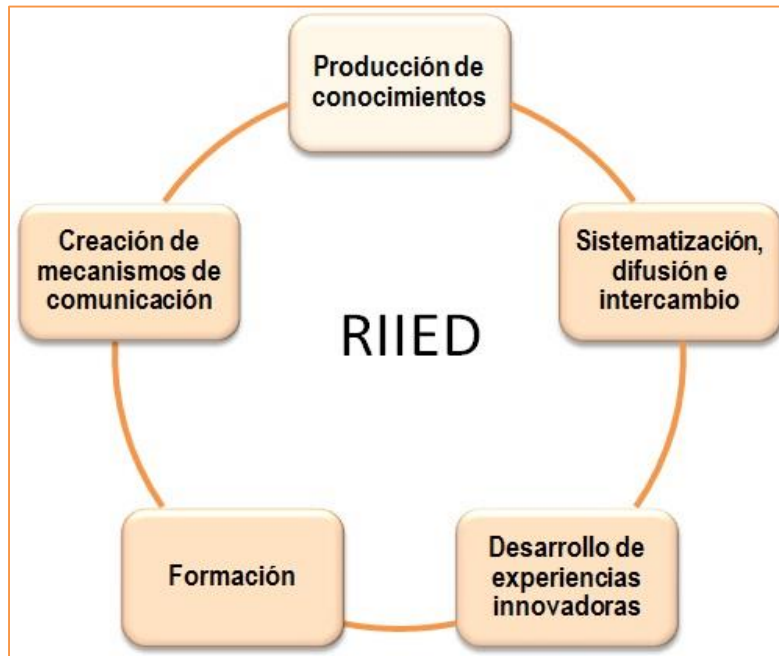 Producción de
conocimientos
Sistematización,
difusión e
intercambio
Desarrollo de
experiencias
innovadoras
Formación
Creación de
mecanismos de
comunicación
RIIED